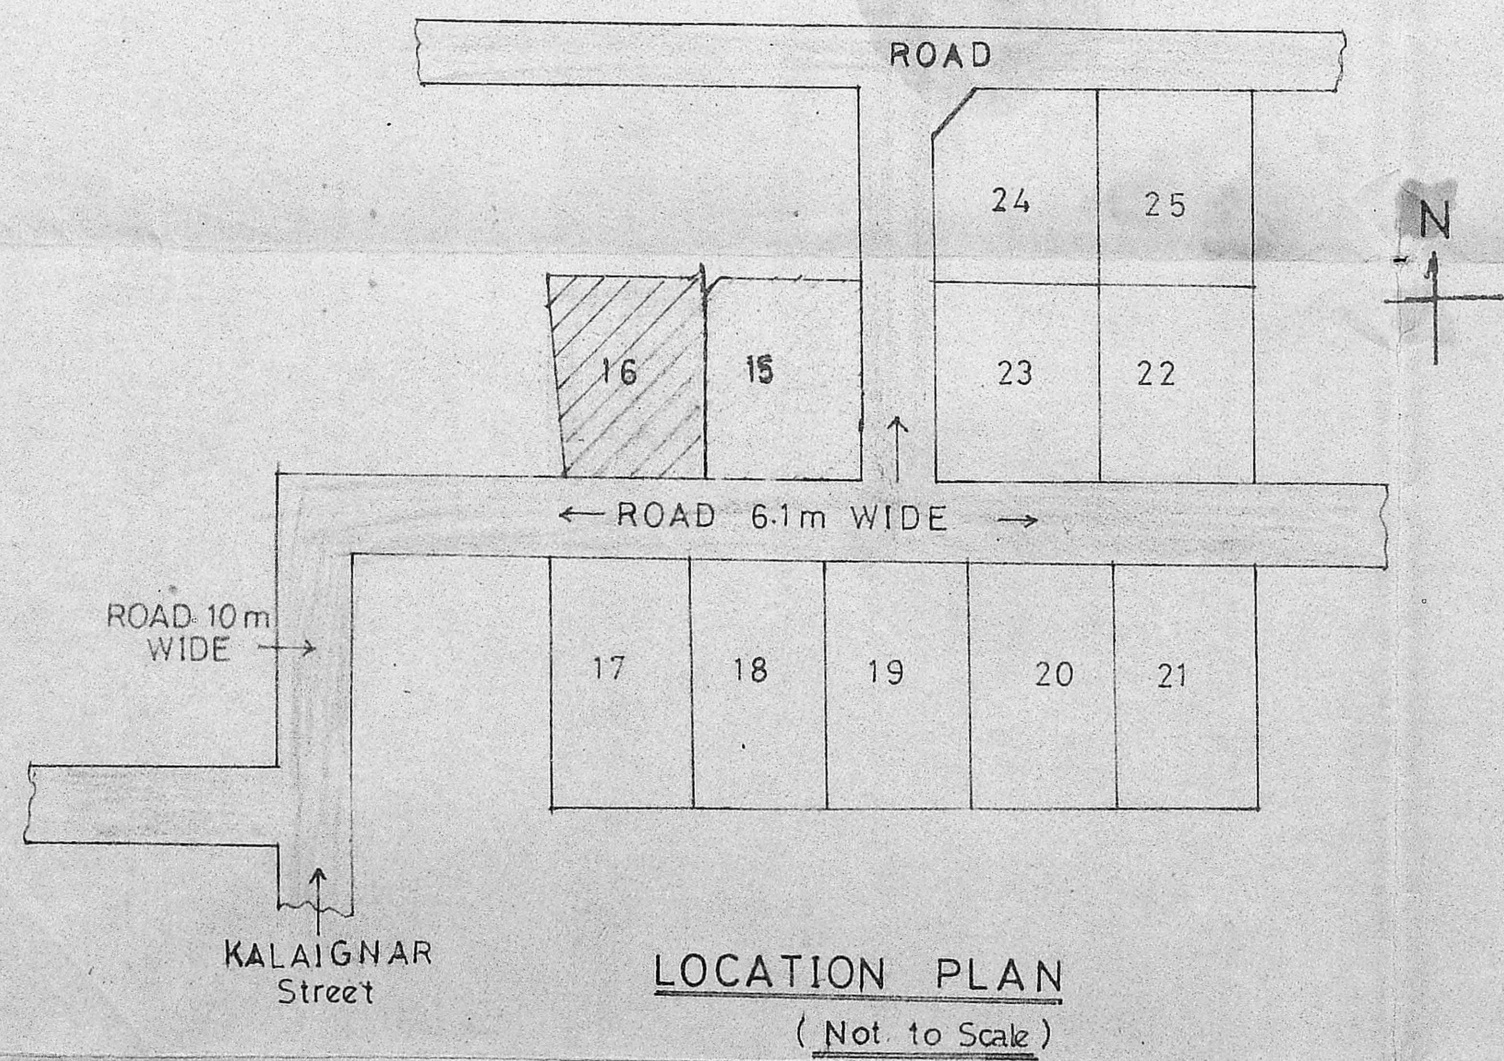 ROAD
24 25
N
16 15 23 22
ROAD 6.1m WIDE
ROAD 10m
WIDE
17 18 19 20 21
KALAIGNAR
Street
LOCATION PLAN
(Not to Scale)